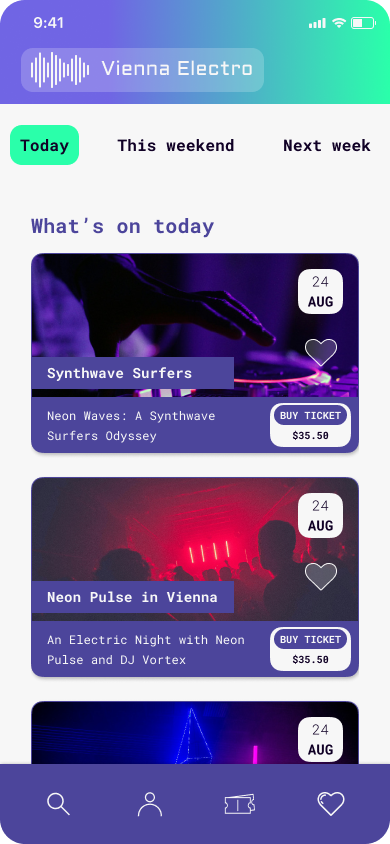 9:41
Vienna Electro
Today
This weekend
Next week
What’s on today
24
AUG
Synthwave Surfers
Neon Waves: A Synthwave
Surfers Odyssey
BUY TICKET
$35.50
24
AUG
Neon Pulse in Vienna
An Electric Night with Neon
Pulse and DJ Vortex
BUY TICKET
$35.50
24
AUG